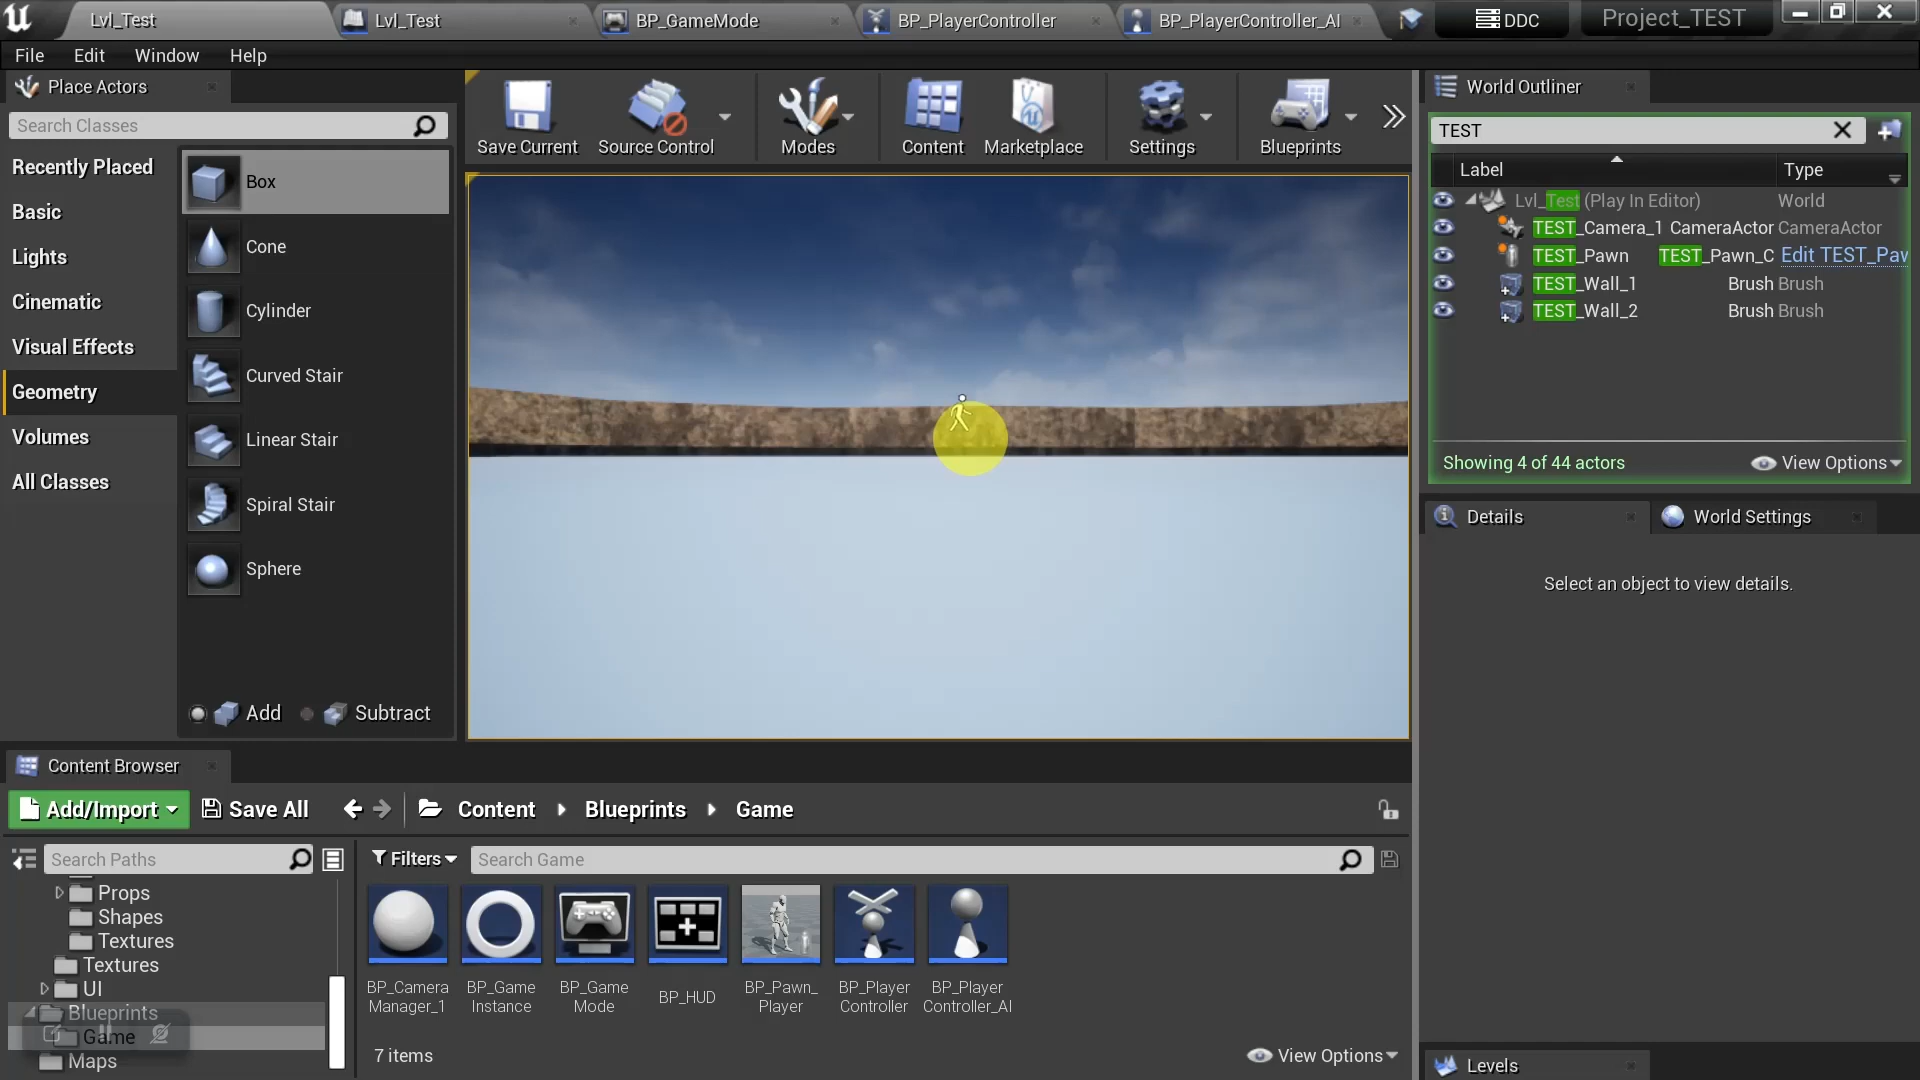 Lvl_Test
Lvl_Test
BP_GameMode
BP_PlayerController
BP_PlayerController_AI
DDC
Project_TEST
File Edit Window Help
Place Actors
Search Classes
Recently Placed
Basic
Lights
Cinematic
Visual Effects
Geometry
Volumes
All Classes
Box
Cone
Cylinder
Curved Stair
Linear Stair
Spiral Stair
Sphere
Add Subtract
Save Current
Source Control
Modes
Content
Marketplace
Settings
Blueprints
World Outliner
TEST
Label Type
Lvl_Test (Play In Editor) World
TEST_Camera_1 CameraActor CameraActor
TEST_Pawn TEST_Pawn_C Edit TEST_Paw
TEST_Wall_1 Brush Brush
TEST_Wall_2 Brush Brush
Showing 4 of 44 actors View Options
Details
World Settings
Select an object to view details.
Levels
Content Browser
Add/Import Save All Content Blueprints Game
Search Paths
Props
Shapes
Textures
Textures
UI
Blueprints
Game
Maps
Filters Search Game
BP_Camera
Manager_1
BP_Game
Instance
BP_Game
Mode
BP_HUD
BP_Pawn_
Player
BP_Player
Controller
BP_Player
Controller_AI
7 items View Options